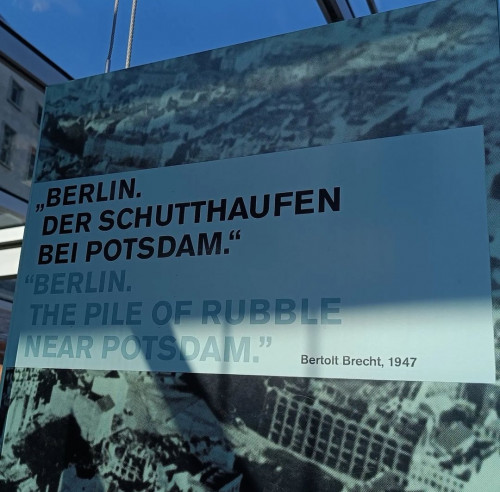 „BERLIN.
DER SCHUTTHAUFEN
BEI POTSDAM.“
“BERLIN.
THE PILE OF RUBBLE
NEAR POTSDAM.”
Bertolt Brecht, 1947